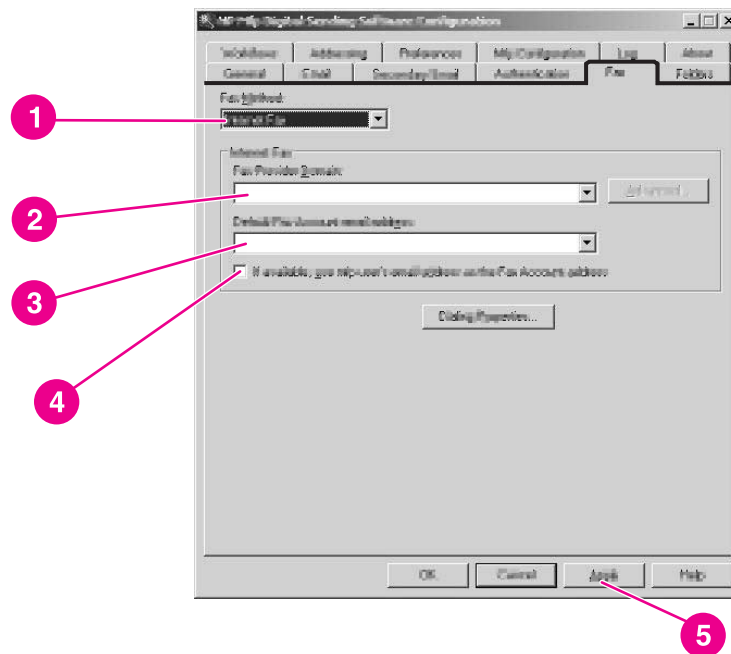 HP Mfp Digital Sending Software Configuration
Workflows Addressing Preferences Mfp Configuration Log About
General Email Secondary Email Authentication Fax Folders
Fax Method:
1
Internet Fax
Internet Fax
Fax Provider Domain:
2
Advanced...
Default Fax Account email address:
3
If available, use mfp user's email address as the Fax Account address
4
Dialing Properties...
OK Cancel Apply Help
5